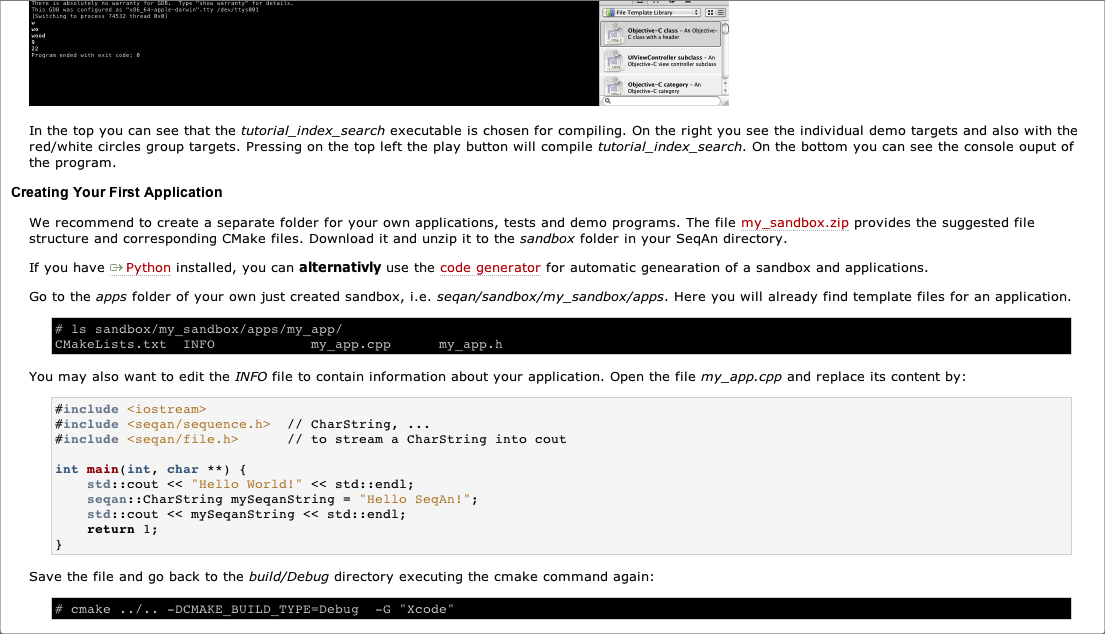 There is absolutely no warranty for GDB.  Type "show warranty" for details.
This GDB was configured as "x86_64-apple-darwin".tty /dev/ttys001
[Switching to process 74532 thread 0x0]
w
wo
wood
9
22
Program ended with exit code: 0
File Template Library
Objective-C class - An Objective-
C class with a header
UIViewController subclass - An
Objective-C view controller subclass
Objective-C category - An
Objective-C category
In the top you can see that the tutorial_index_search executable is chosen for compiling. On the right you see the individual demo targets and also with the
red/white circles group targets. Pressing on the top left the play button will compile tutorial_index_search. On the bottom you can see the console ouput of
the program.
Creating Your First Application
We recommend to create a separate folder for your own applications, tests and demo programs. The file my_sandbox.zip provides the suggested file
structure and corresponding CMake files. Download it and unzip it to the sandbox folder in your SeqAn directory.
If you have Python installed, you can alternativly use the code generator for automatic genearation of a sandbox and applications.
Go to the apps folder of your own just created sandbox, i.e. seqan/sandbox/my_sandbox/apps. Here you will already find template files for an application.
# ls sandbox/my_sandbox/apps/my_app/
CMakeLists.txt  INFO            my_app.cpp      my_app.h
You may also want to edit the INFO file to contain information about your application. Open the file my_app.cpp and replace its content by:
#include <iostream>
#include <seqan/sequence.h>  // CharString, ...
#include <seqan/file.h>      // to stream a CharString into cout
int main(int, char **) {
    std::cout << "Hello World!" << std::endl;
    seqan::CharString mySeqanString = "Hello SeqAn!";
    std::cout << mySeqanString << std::endl;
    return 1;
}
Save the file and go back to the build/Debug directory executing the cmake command again:
# cmake ../.. -DCMAKE_BUILD_TYPE=Debug  -G "Xcode"